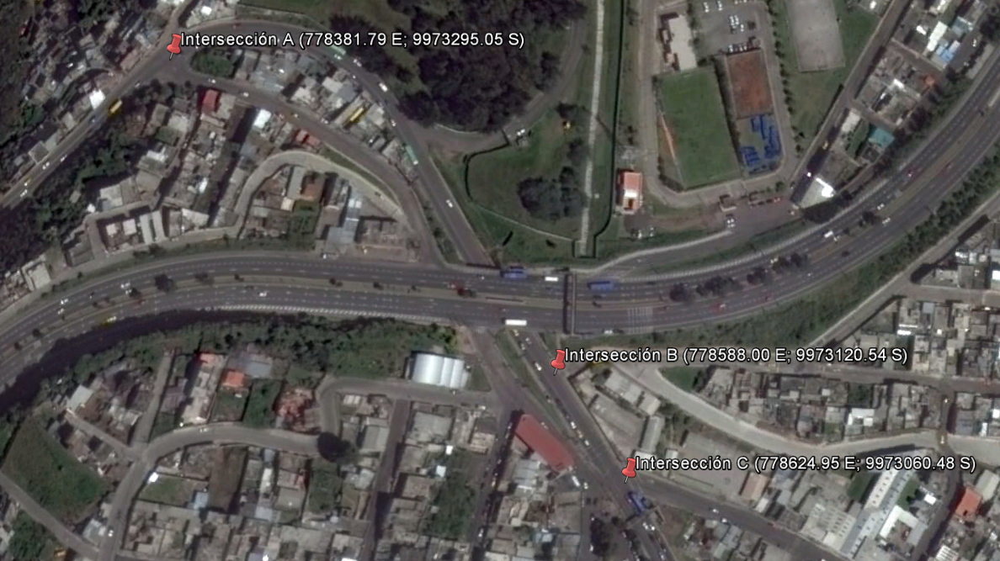 Intersección A (778381.79 E; 9973295.05 S)
Intersección B (778588.00 E; 9973120.54 S)
Intersección C (778624.95 E; 9973060.48 S)